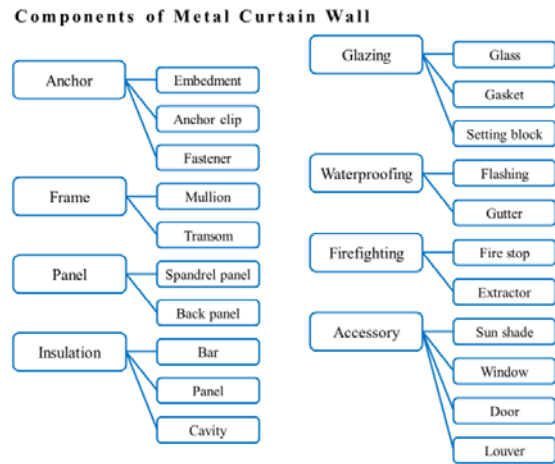 Components of Metal Curtain Wall
Anchor
Embedment
Anchor clip
Fastener
Frame
Mullion
Transom
Panel
Spandrel panel
Back panel
Insulation
Bar
Panel
Cavity
Glazing
Glass
Gasket
Setting block
Waterproofing
Flashing
Gutter
Firefighting
Fire stop
Extractor
Accessory
Sun shade
Window
Door
Louver